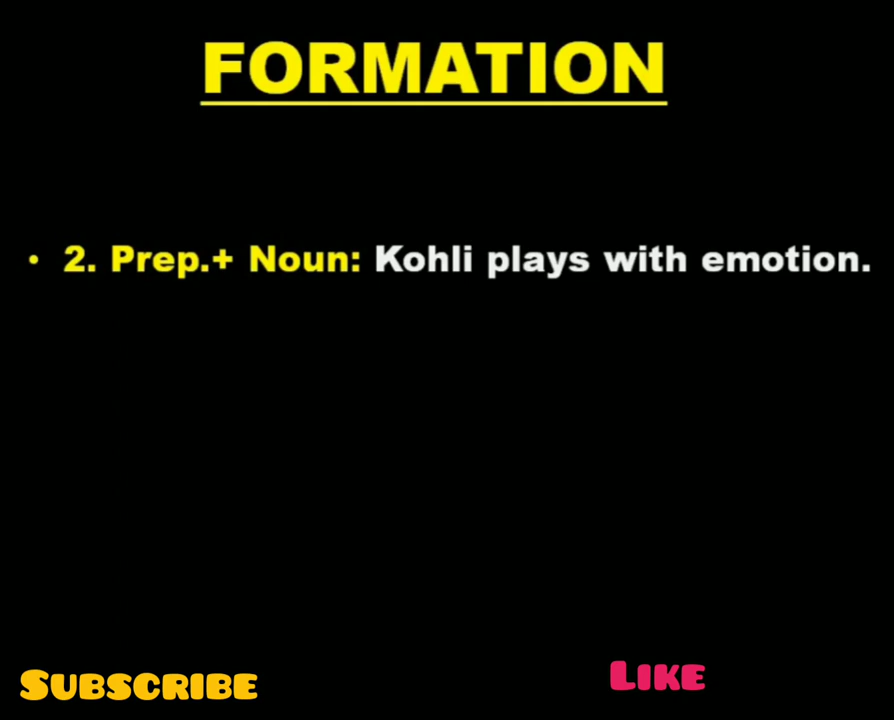 FORMATION
• 2. Prep.+ Noun: Kohli plays with emotion.
SUBSCRIBE
LIKE